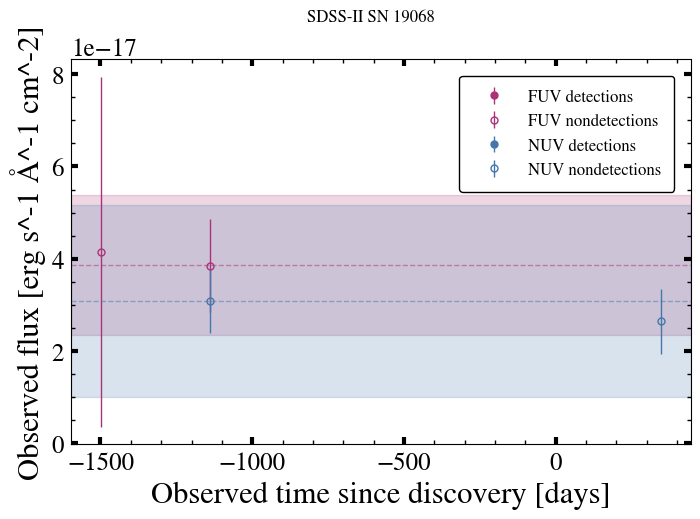 SDSS-II SN 19068
1e−17
8
6
4
2
0
Observed flux [erg s^-1 Å^-1 cm^-2]
FUV detections
FUV nondetections
NUV detections
NUV nondetections
−1500 −1000 −500 0
Observed time since discovery [days]